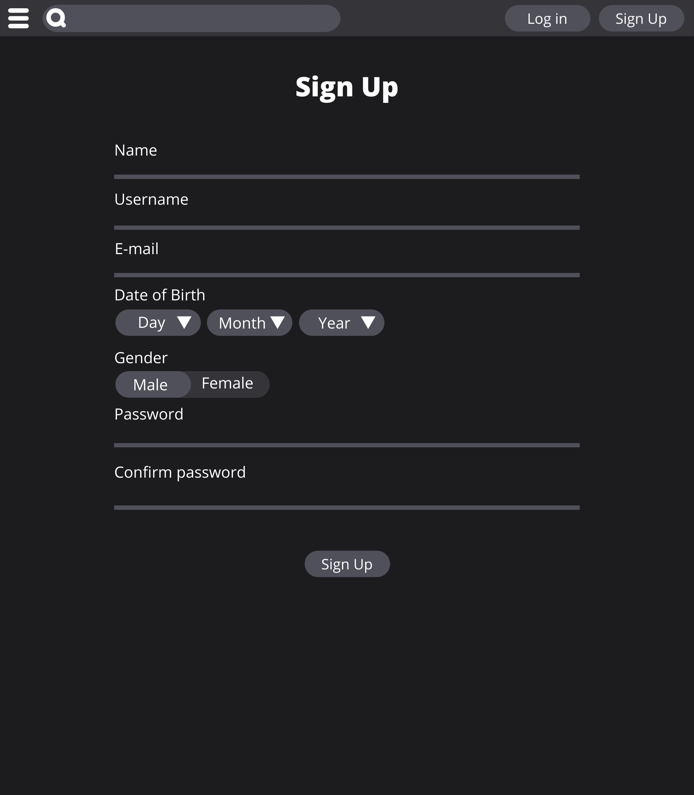 Log in Sign Up
Sign Up
Name
Username
E-mail
Date of Birth
Day Month Year
Gender
Male Female
Password
Confirm password
Sign Up